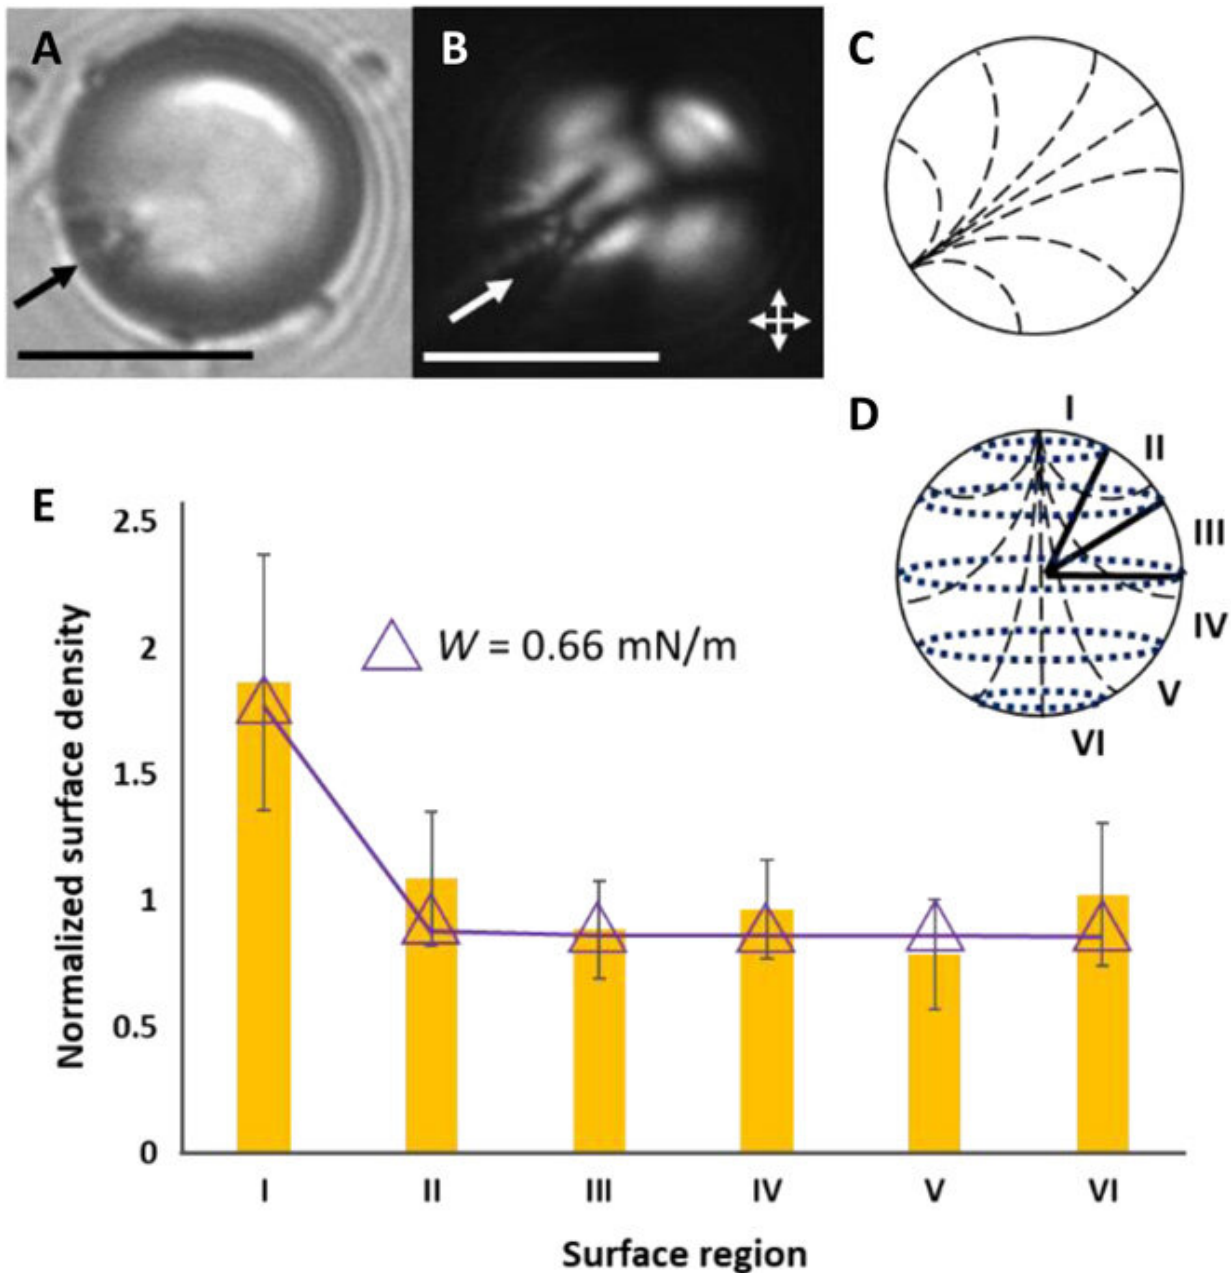 A
B
C
D
I
II
III
IV
V
VI
E
2.5
2
1.5
1
0.5
0
W = 0.66 mN/m
Normalized surface density
I
II
III
IV
V
VI
Surface region